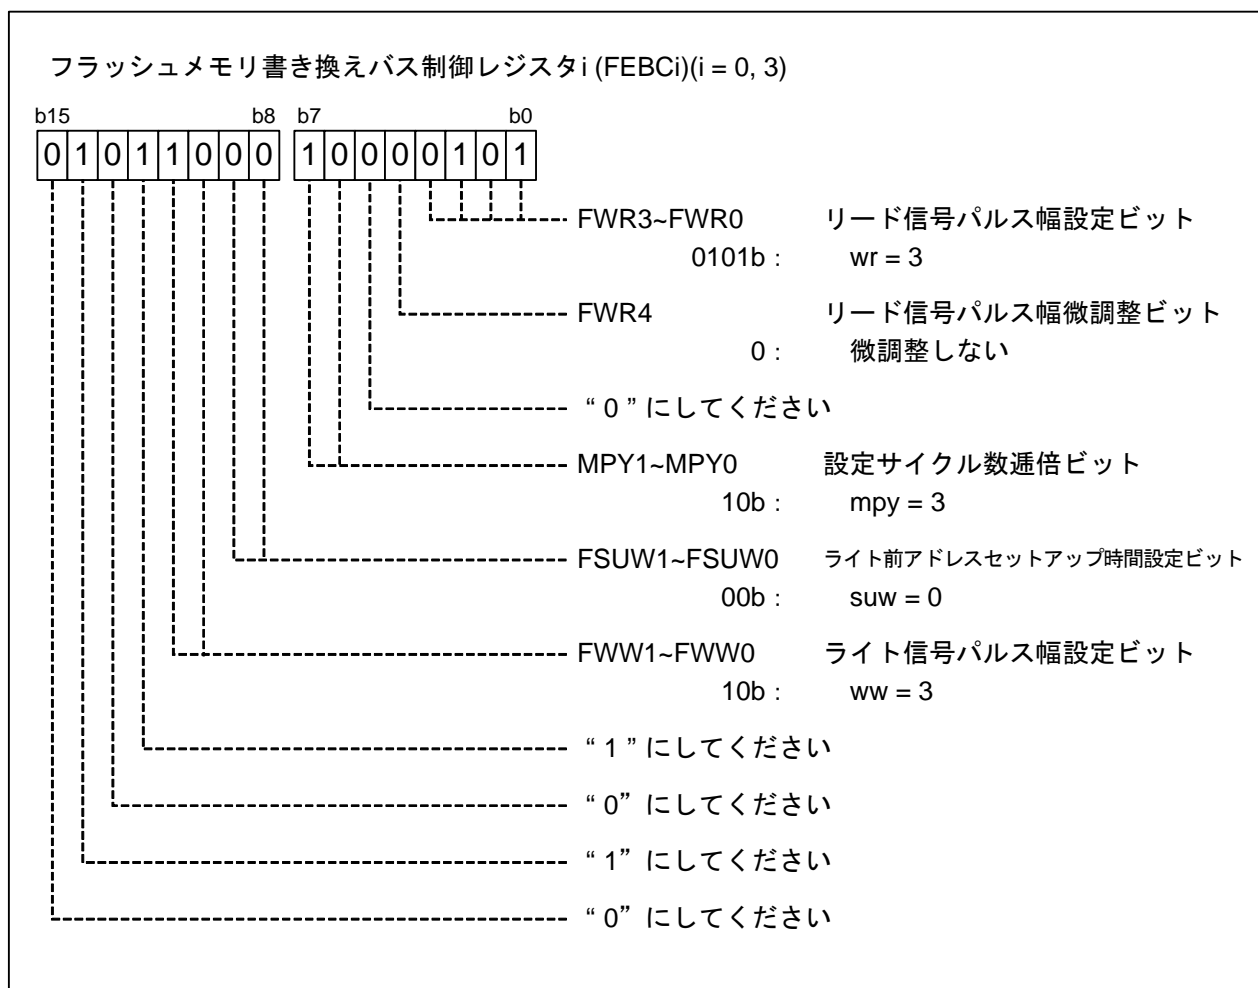 フラッシュメモリ書き換えバス制御レジスタi (FEBCi)(i = 0, 3)
b15 b8 b7 b0
0 1 0 1 1 0 0 0 1 0 0 0 0 1 0 1
FWR3~FWR0 リード信号パルス幅設定ビット
0101b : wr = 3
FWR4 リード信号パルス幅微調整ビット
0 : 微調整しない
“ 0 ” にしてください
MPY1~MPY0 設定サイクル数逓倍ビット
10b : mpy = 3
FSUW1~FSUW0 ライト前アドレスセットアップ時間設定ビット
00b : suw = 0
FWW1~FWW0 ライト信号パルス幅設定ビット
10b : ww = 3
“ 1 ” にしてください
“ 0” にしてください
“ 1” にしてください
“ 0” にしてください